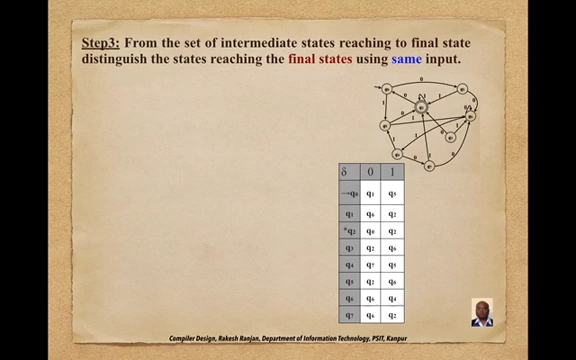 Step3: From the set of intermediate states reaching to final state
distinguish the states reaching the final states using same input.
δ 0 1
→q0 q1 q5
q1 q6 q2
*q2 q0 q2
q3 q2 q6
q4 q7 q5
q5 q2 q6
q6 q6 q4
q7 q6 q2
Compiler Design, Rakesh Ranjan, Department of Information Technology, PSIT, Kanpur